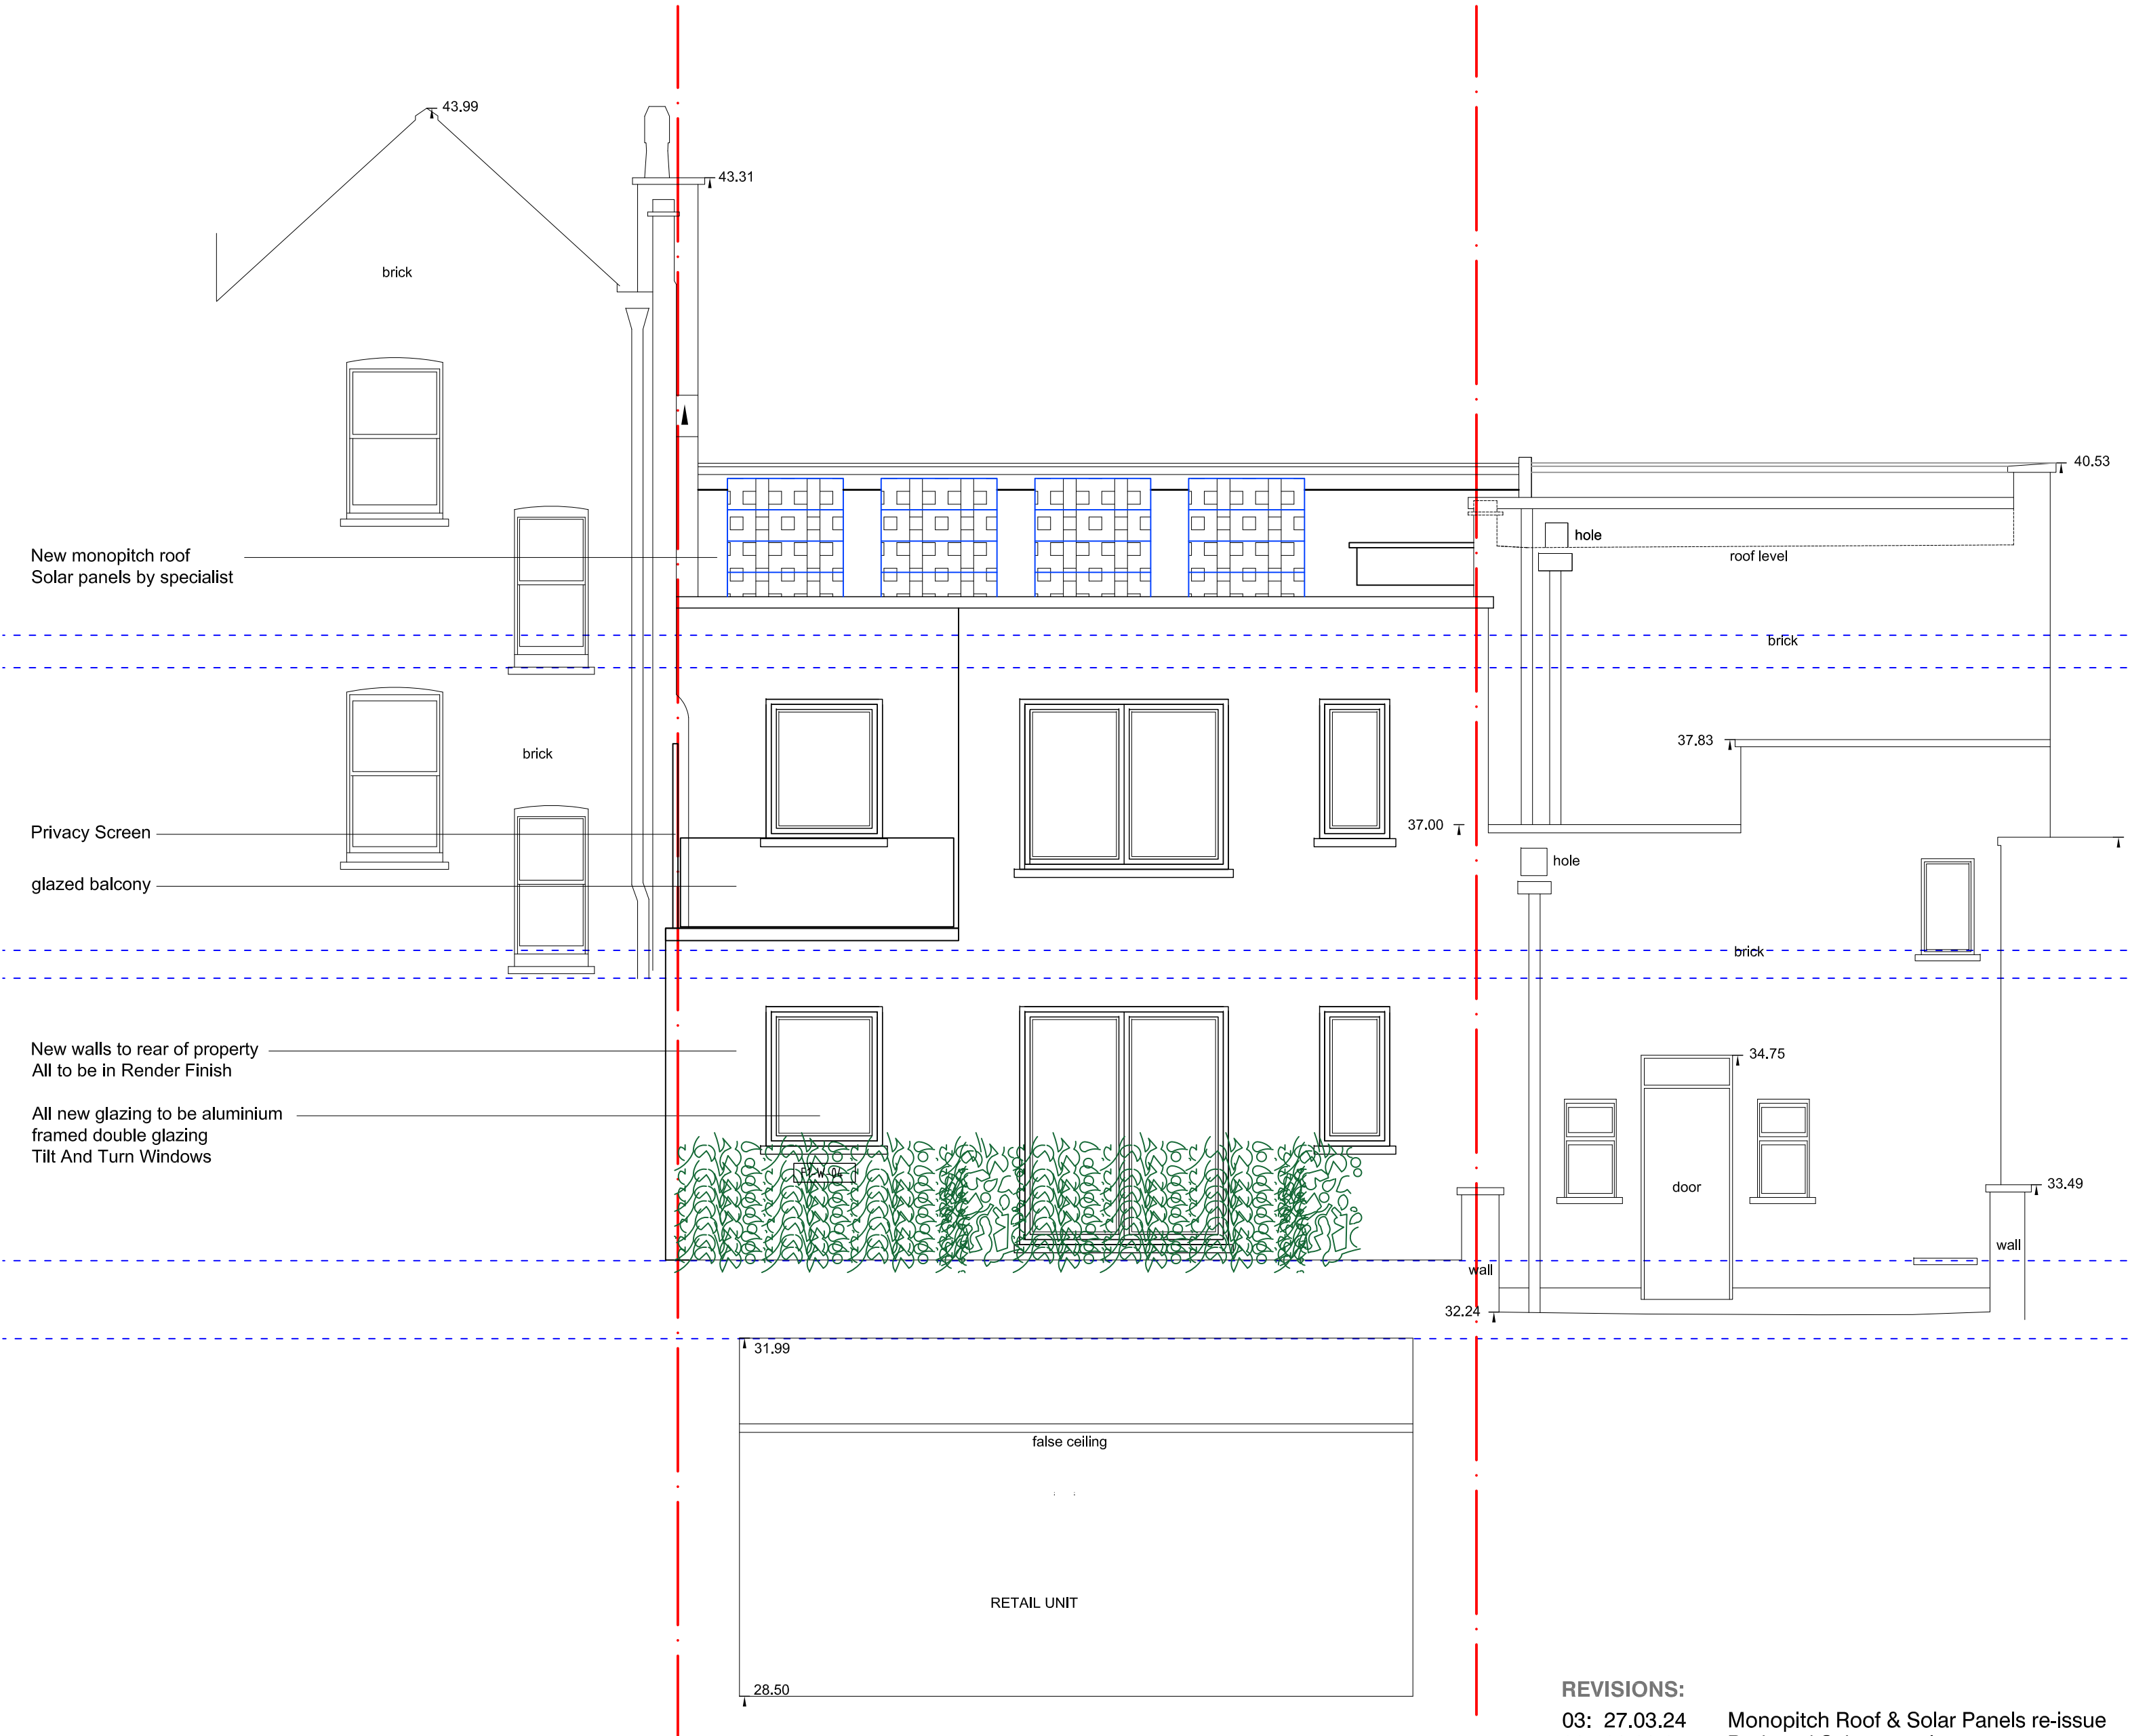 43.99
43.31
brick
40.53
hole
New monopitch roof
Solar panels by specialist
roof level
brick
37.83
brick
Privacy Screen
37.00
hole
glazed balcony
brick
New walls to rear of property
All to be in Render Finish
34.75
All new glazing to be aluminium
framed double glazing
Tilt And Turn Windows
door
33.49
wall
wall
32.24
31.99
false ceiling
RETAIL UNIT
28.50
REVISIONS:
03: 27.03.24 Monopitch Roof & Solar Panels re-issue